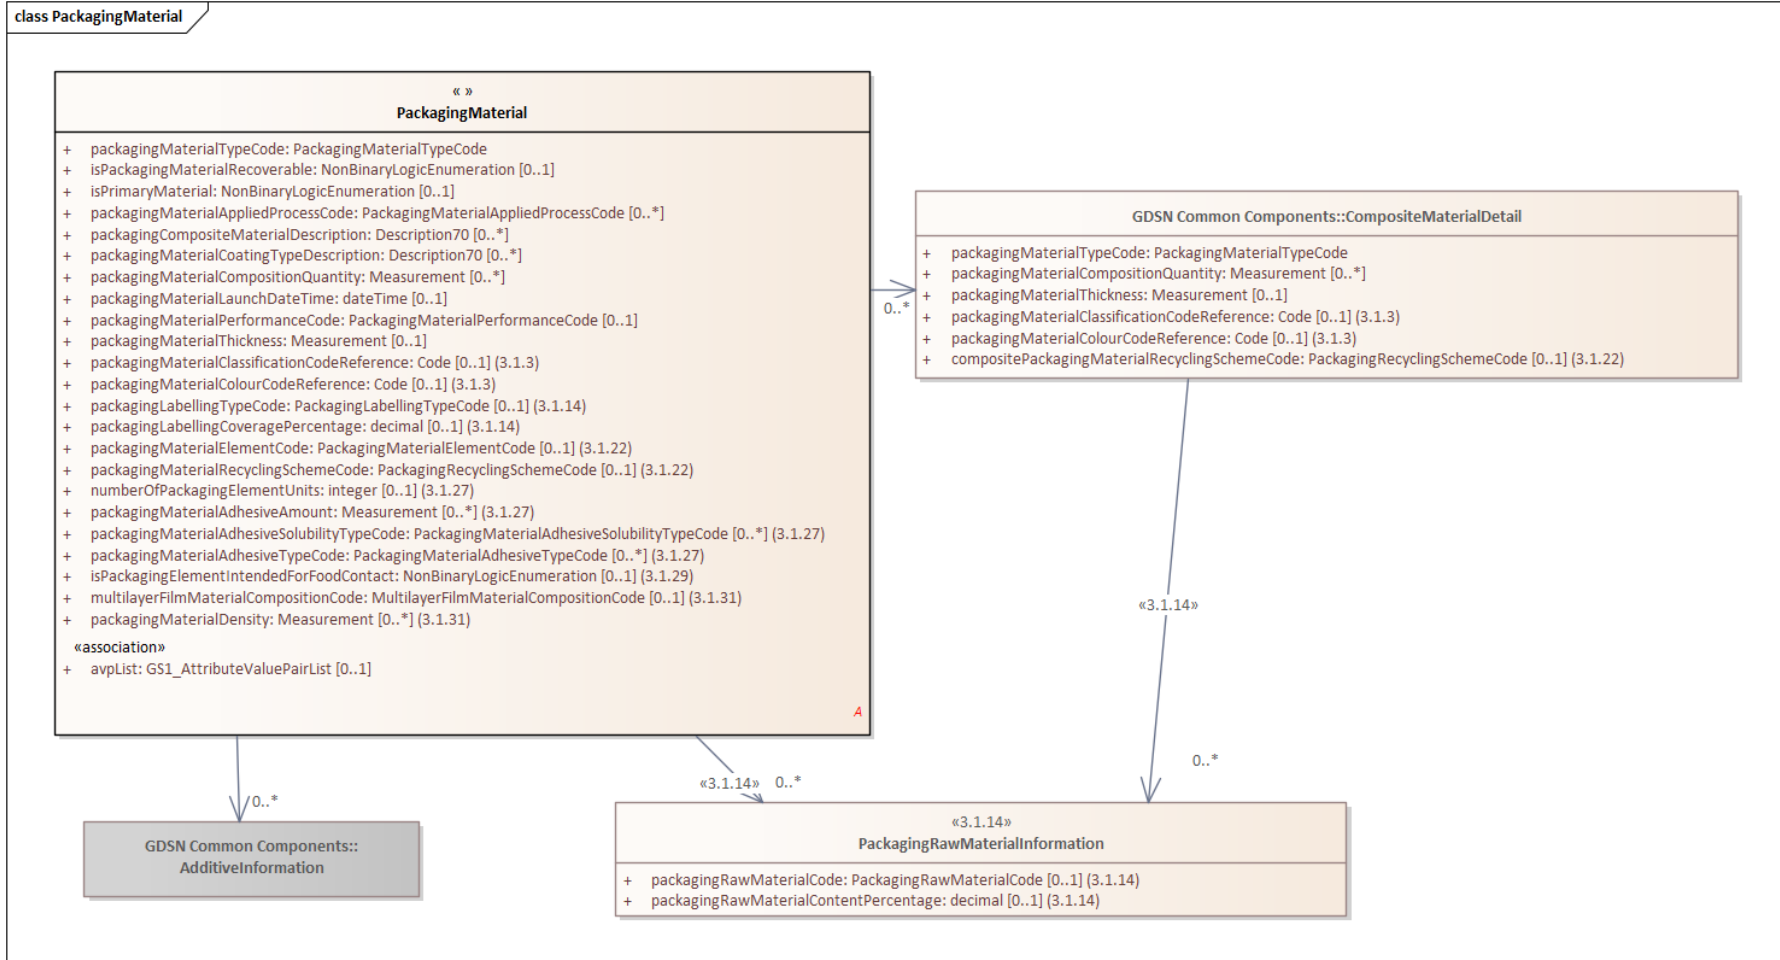 class PackagingMaterial
« »
PackagingMaterial
+ packagingMaterialTypeCode: PackagingMaterialTypeCode
+ isPackagingMaterialRecoverable: NonBinaryLogicEnumeration [0..1]
+ isPrimaryMaterial: NonBinaryLogicEnumeration [0..1]
+ packagingMaterialAppliedProcessCode: PackagingMaterialAppliedProcessCode [0..*]
+ packagingCompositeMaterialDescription: Description70 [0..*]
+ packagingMaterialCoatingTypeDescription: Description70 [0..*]
+ packagingMaterialCompositionQuantity: Measurement [0..*]
+ packagingMaterialLaunchDateTime: dateTime [0..1]
+ packagingMaterialPerformanceCode: PackagingMaterialPerformanceCode [0..1]
+ packagingMaterialThickness: Measurement [0..1]
+ packagingMaterialClassificationCodeReference: Code [0..1] (3.1.3)
+ packagingMaterialColourCodeReference: Code [0..1] (3.1.3)
+ packagingLabellingTypeCode: PackagingLabellingTypeCode [0..1] (3.1.14)
+ packagingLabellingCoveragePercentage: decimal [0..1] (3.1.14)
+ packagingMaterialElementCode: PackagingMaterialElementCode [0..1] (3.1.22)
+ packagingMaterialRecyclingSchemeCode: PackagingRecyclingSchemeCode [0..1] (3.1.22)
+ numberOfPackagingElementUnits: integer [0..1] (3.1.27)
+ packagingMaterialAdhesiveAmount: Measurement [0..*] (3.1.27)
+ packagingMaterialAdhesiveSolubilityTypeCode: PackagingMaterialAdhesiveSolubilityTypeCode [0..*] (3.1.27)
+ packagingMaterialAdhesiveTypeCode: PackagingMaterialAdhesiveTypeCode [0..*] (3.1.27)
+ isPackagingElementIntendedForFoodContact: NonBinaryLogicEnumeration [0..1] (3.1.29)
+ multilayerFilmMaterialCompositionCode: MultilayerFilmMaterialCompositionCode [0..1] (3.1.31)
+ packagingMaterialDensity: Measurement [0..*] (3.1.31)
«association»
+ avpList: GS1_AttributeValuePairList [0..1]
A
0..*
GDSN Common Components::CompositeMaterialDetail
+ packagingMaterialTypeCode: PackagingMaterialTypeCode
+ packagingMaterialCompositionQuantity: Measurement [0..*]
+ packagingMaterialThickness: Measurement [0..1]
+ packagingMaterialClassificationCodeReference: Code [0..1] (3.1.3)
+ packagingMaterialColourCodeReference: Code [0..1] (3.1.3)
+ compositePackagingMaterialRecyclingSchemeCode: PackagingRecyclingSchemeCode [0..1] (3.1.22)
«3.1.14»
0..*
«3.1.14» 0..*
0..*
GDSN Common Components::
AdditiveInformation
«3.1.14»
PackagingRawMaterialInformation
+ packagingRawMaterialCode: PackagingRawMaterialCode [0..1] (3.1.14)
+ packagingRawMaterialContentPercentage: decimal [0..1] (3.1.14)